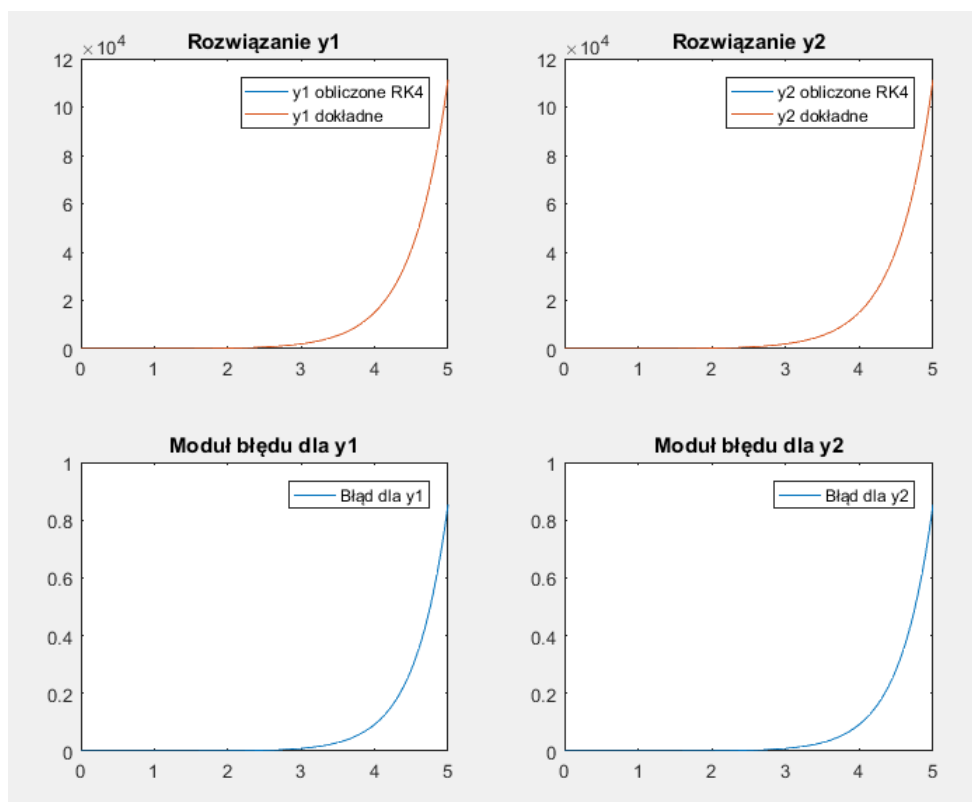 Rozwiązanie y1
×10⁴
12
10
8
6
4
2
0
0 1 2 3 4 5
y1 obliczone RK4
y1 dokładne
Rozwiązanie y2
×10⁴
12
10
8
6
4
2
0
0 1 2 3 4 5
y2 obliczone RK4
y2 dokładne
Moduł błędu dla y1
1
0.8
0.6
0.4
0.2
0
0 1 2 3 4 5
Błąd dla y1
Moduł błędu dla y2
1
0.8
0.6
0.4
0.2
0
0 1 2 3 4 5
Błąd dla y2